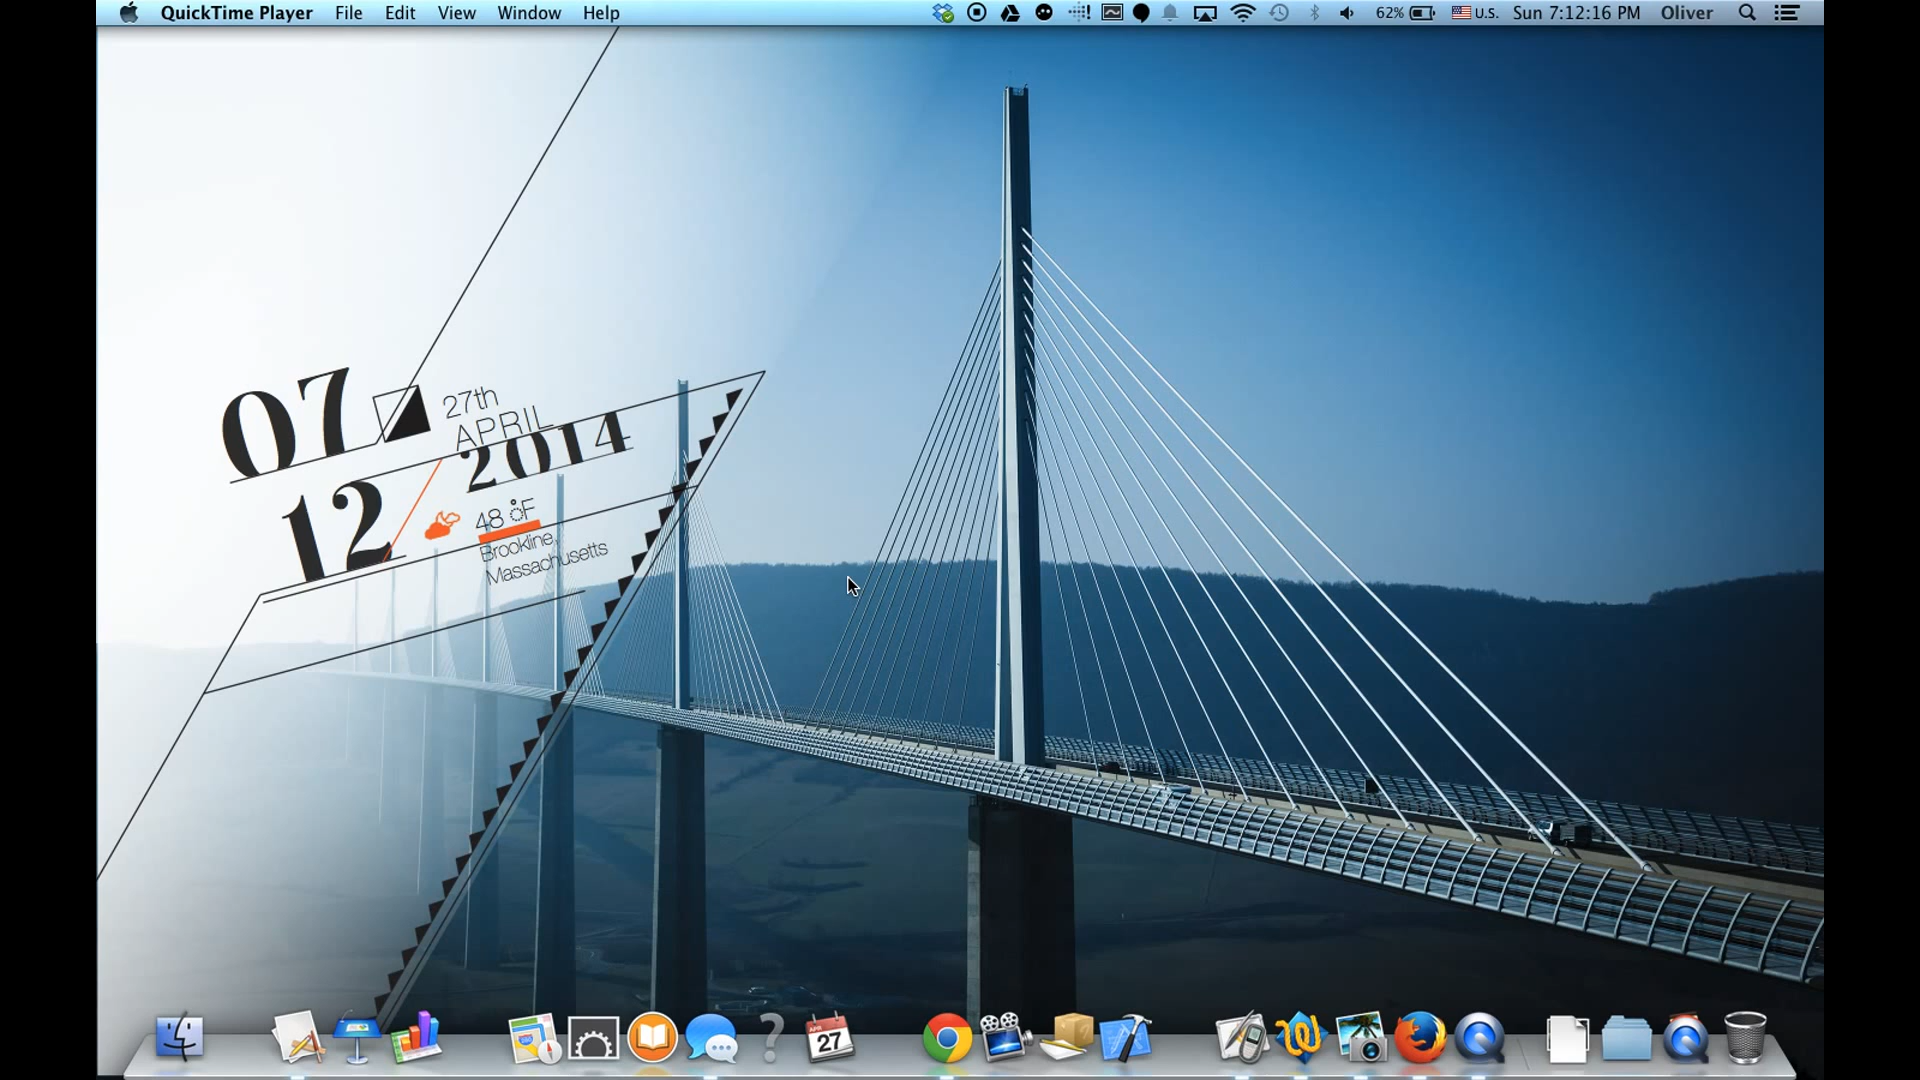 QuickTime Player File Edit View Window Help 62% U.S. Sun 7:12:16 PM Oliver
07
27th
APRIL
2014
12
48 °F
Brookline,
Massachusetts
APR
27